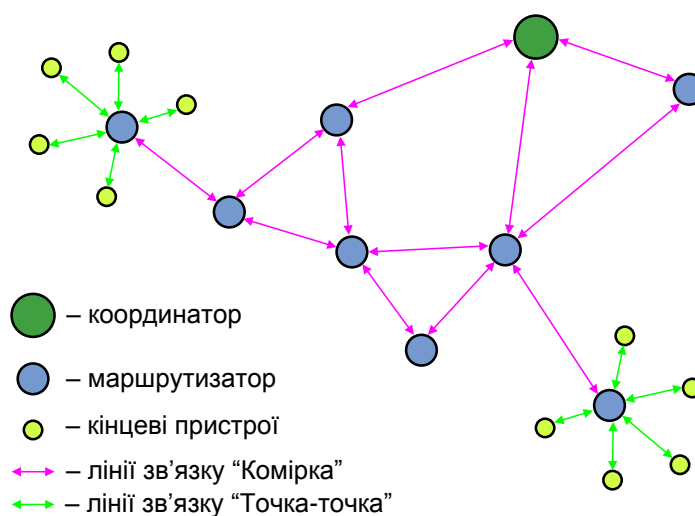 – координатор
– маршрутизатор
– кінцеві пристрої
– лінії зв'язку “Комірка”
– лінії зв'язку “Точка-точка”